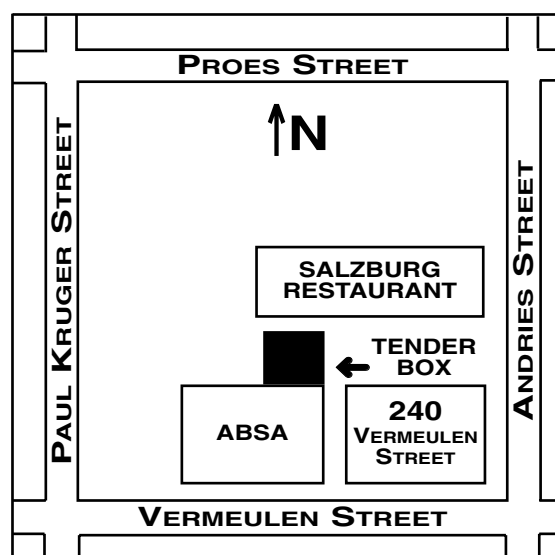 PROES STREET
N
PAUL KRUGER STREET
ANDRIES STREET
SALZBURG
RESTAURANT
TENDER
BOX
ABSA
240
VERMEULEN
STREET
VERMEULEN STREET